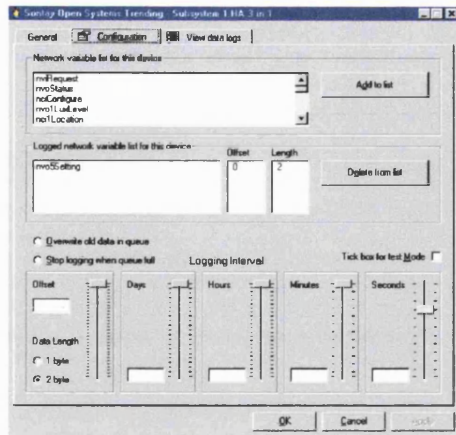 Sontay Open Systems Trending - Subsystem 1 HA 3 in 1
General
Configuration
View data logs
Network variable list for this device
nviRequest
nvoStatus
nciConfigure
nvo1LuxLevel
nci1Location
Add to list
Logged network variable list for this device
Offset
Length
nvo5Setting
0
2
Delete from list
Overwrite old data in queue
Stop logging when queue full
Logging Interval
Tick box for test Mode
Offset
Days
Hours
Minutes
Seconds
Data Length
1 byte
2 byte
OK
Cancel
Apply